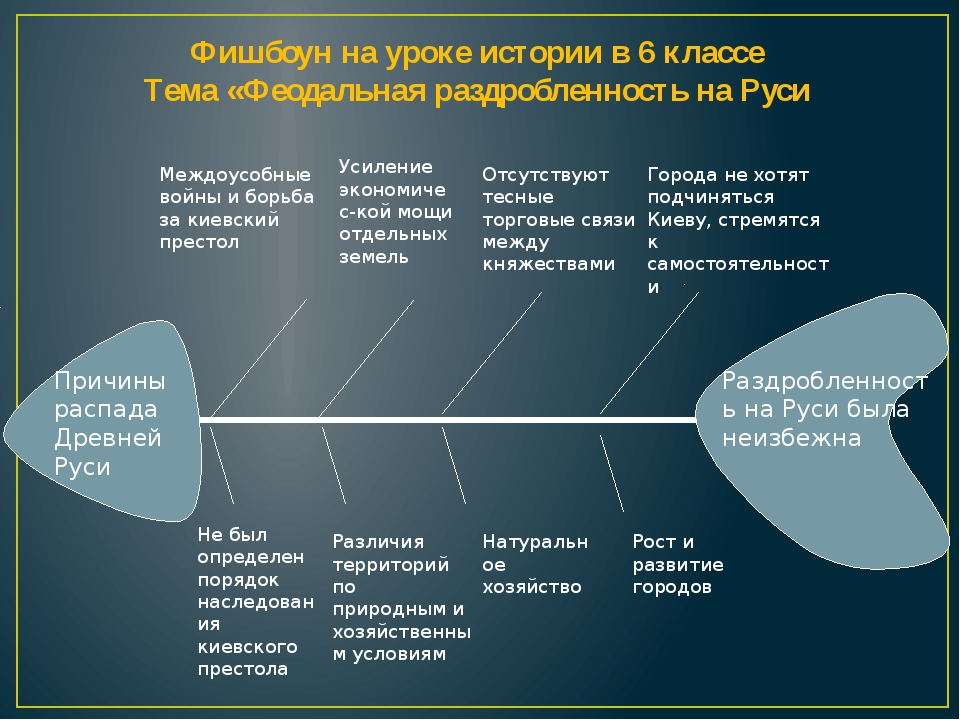 Фишбоун на уроке истории в 6 классе
Тема «Феодальная раздробленность на Руси
Междоусобные
войны и борьба
за киевский
престол
Усиление
экономиче
с-кой мощи
отдельных
земель
Отсутствуют
тесные
торговые связи
между
княжествами
Города не хотят
подчиняться
Киеву, стремятся
к
самостоятельност
и
Причины
распада
Древней
Руси
Раздробленност
ь на Руси была
неизбежна
Не был
определен
порядок
наследован
ия
киевского
престола
Различия
территорий
по
природным и
хозяйственны
м условиям
Натуральн
ое
хозяйство
Рост и
развитие
городов